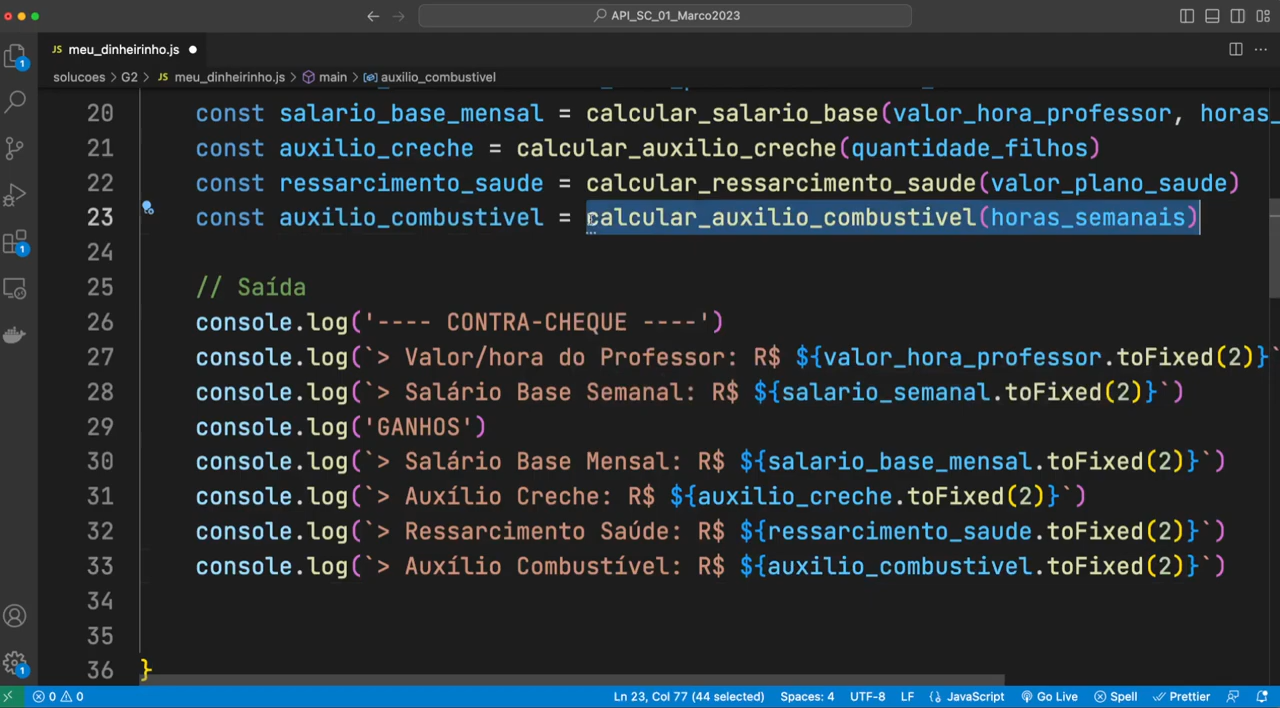 API_SC_01_Marco2023
JS meu_dinheirinho.js
solucoes > G2 > JS meu_dinheirinho.js > main > auxilio_combustivel
20 const salario_base_mensal = calcular_salario_base(valor_hora_professor, horas_
21 const auxilio_creche = calcular_auxilio_creche(quantidade_filhos)
22 const ressarcimento_saude = calcular_ressarcimento_saude(valor_plano_saude)
23 const auxilio_combustivel = calcular_auxilio_combustivel(horas_semanais)
24
25 // Saída
26 console.log('---- CONTRA-CHEQUE ----')
27 console.log(`> Valor/hora do Professor: R$ ${valor_hora_professor.toFixed(2)}`
28 console.log(`> Salário Base Semanal: R$ ${salario_semanal.toFixed(2)}`)
29 console.log('GANHOS')
30 console.log(`> Salário Base Mensal: R$ ${salario_base_mensal.toFixed(2)}`)
31 console.log(`> Auxílio Creche: R$ ${auxilio_creche.toFixed(2)}`)
32 console.log(`> Ressarcimento Saúde: R$ ${ressarcimento_saude.toFixed(2)}`)
33 console.log(`> Auxílio Combustível: R$ ${auxilio_combustivel.toFixed(2)}`)
34
35
36 }
1
1
1
0 0 Ln 23, Col 77 (44 selected) Spaces: 4 UTF-8 LF {} JavaScript Go Live Spell Prettier